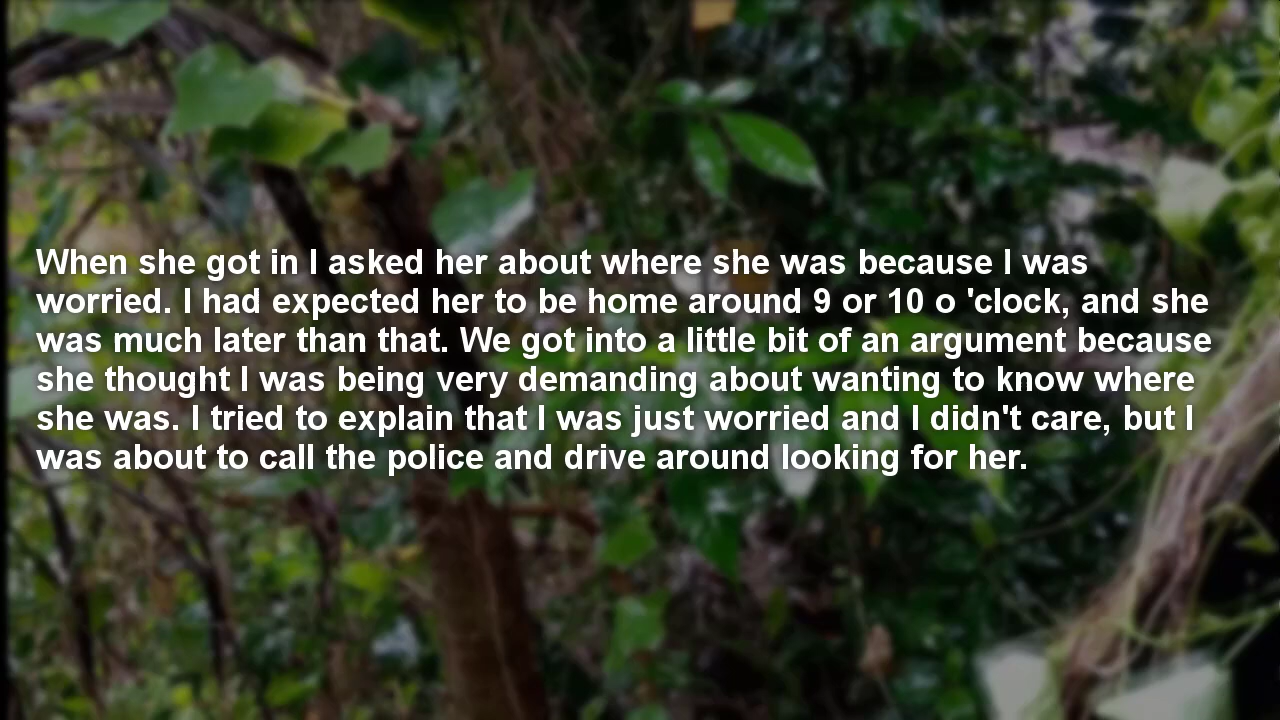 When she got in I asked her about where she was because I was
worried. I had expected her to be home around 9 or 10 o 'clock, and she
was much later than that. We got into a little bit of an argument because
she thought I was being very demanding about wanting to know where
she was. I tried to explain that I was just worried and I didn't care, but I
was about to call the police and drive around looking for her.